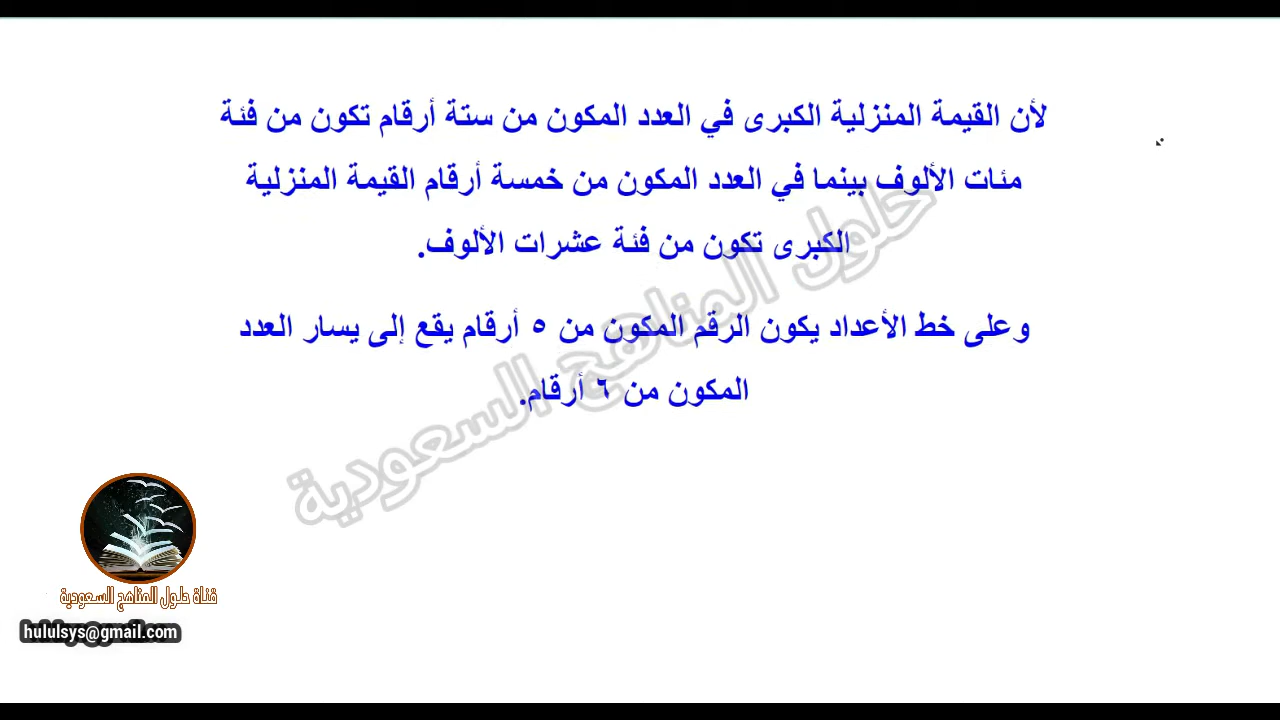 لأن القيمة المنزلية الكبرى في العدد المكون من ستة أرقام تكون من فئة
مئات الألوف بينما في العدد المكون من خمسة أرقام القيمة المنزلية
الكبرى تكون من فئة عشرات الألوف.
وعلى خط الأعداد يكون الرقم المكون من ٥ أرقام يقع إلى يسار العدد
المكون من ٦ أرقام.
حلول المناهج السعودية
قناة حلول المناهج السعودية
hululsys@gmail.com